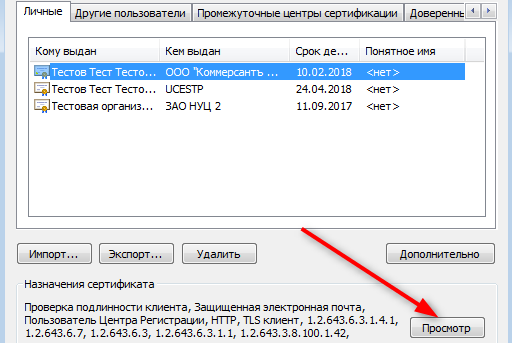 Личные Другие пользователи Промежуточные центры сертификации Доверенны
Кому выдан Кем выдан Срок де... Понятное имя
Тестов Тест Тесто... ООО "Коммерсантъ ... 10.02.2018 <нет>
Тестов Тест Тесто... UCESTP 24.04.2018 <нет>
Тестовая организ... ЗАО НУЦ 2 11.09.2017 <нет>
Импорт... Экспорт... Удалить Дополнительно
Назначения сертификата
Проверка подлинности клиента, Защищенная электронная почта,
Пользователь Центра Регистрации, HTTP, TLS клиент, 1.2.643.6.3.1.4.1,
1.2.643.6.7, 1.2.643.6.3, 1.2.643.6.3.1.1, 1.2.643.3.8.100.1.42,
Просмотр